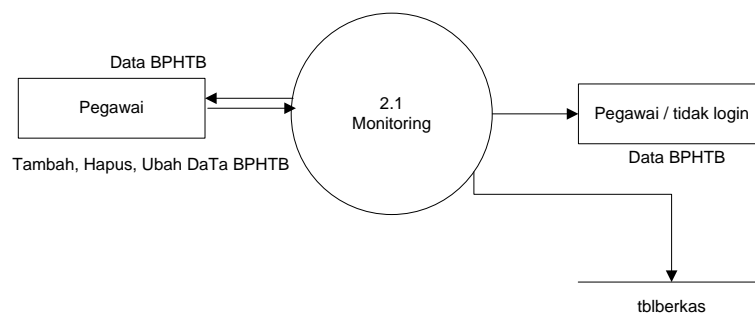 Data BPHTB
Pegawai
Tambah, Hapus, Ubah DaTa BPHTB
2.1
Monitoring
Pegawai / tidak login
Data BPHTB
tblberkas